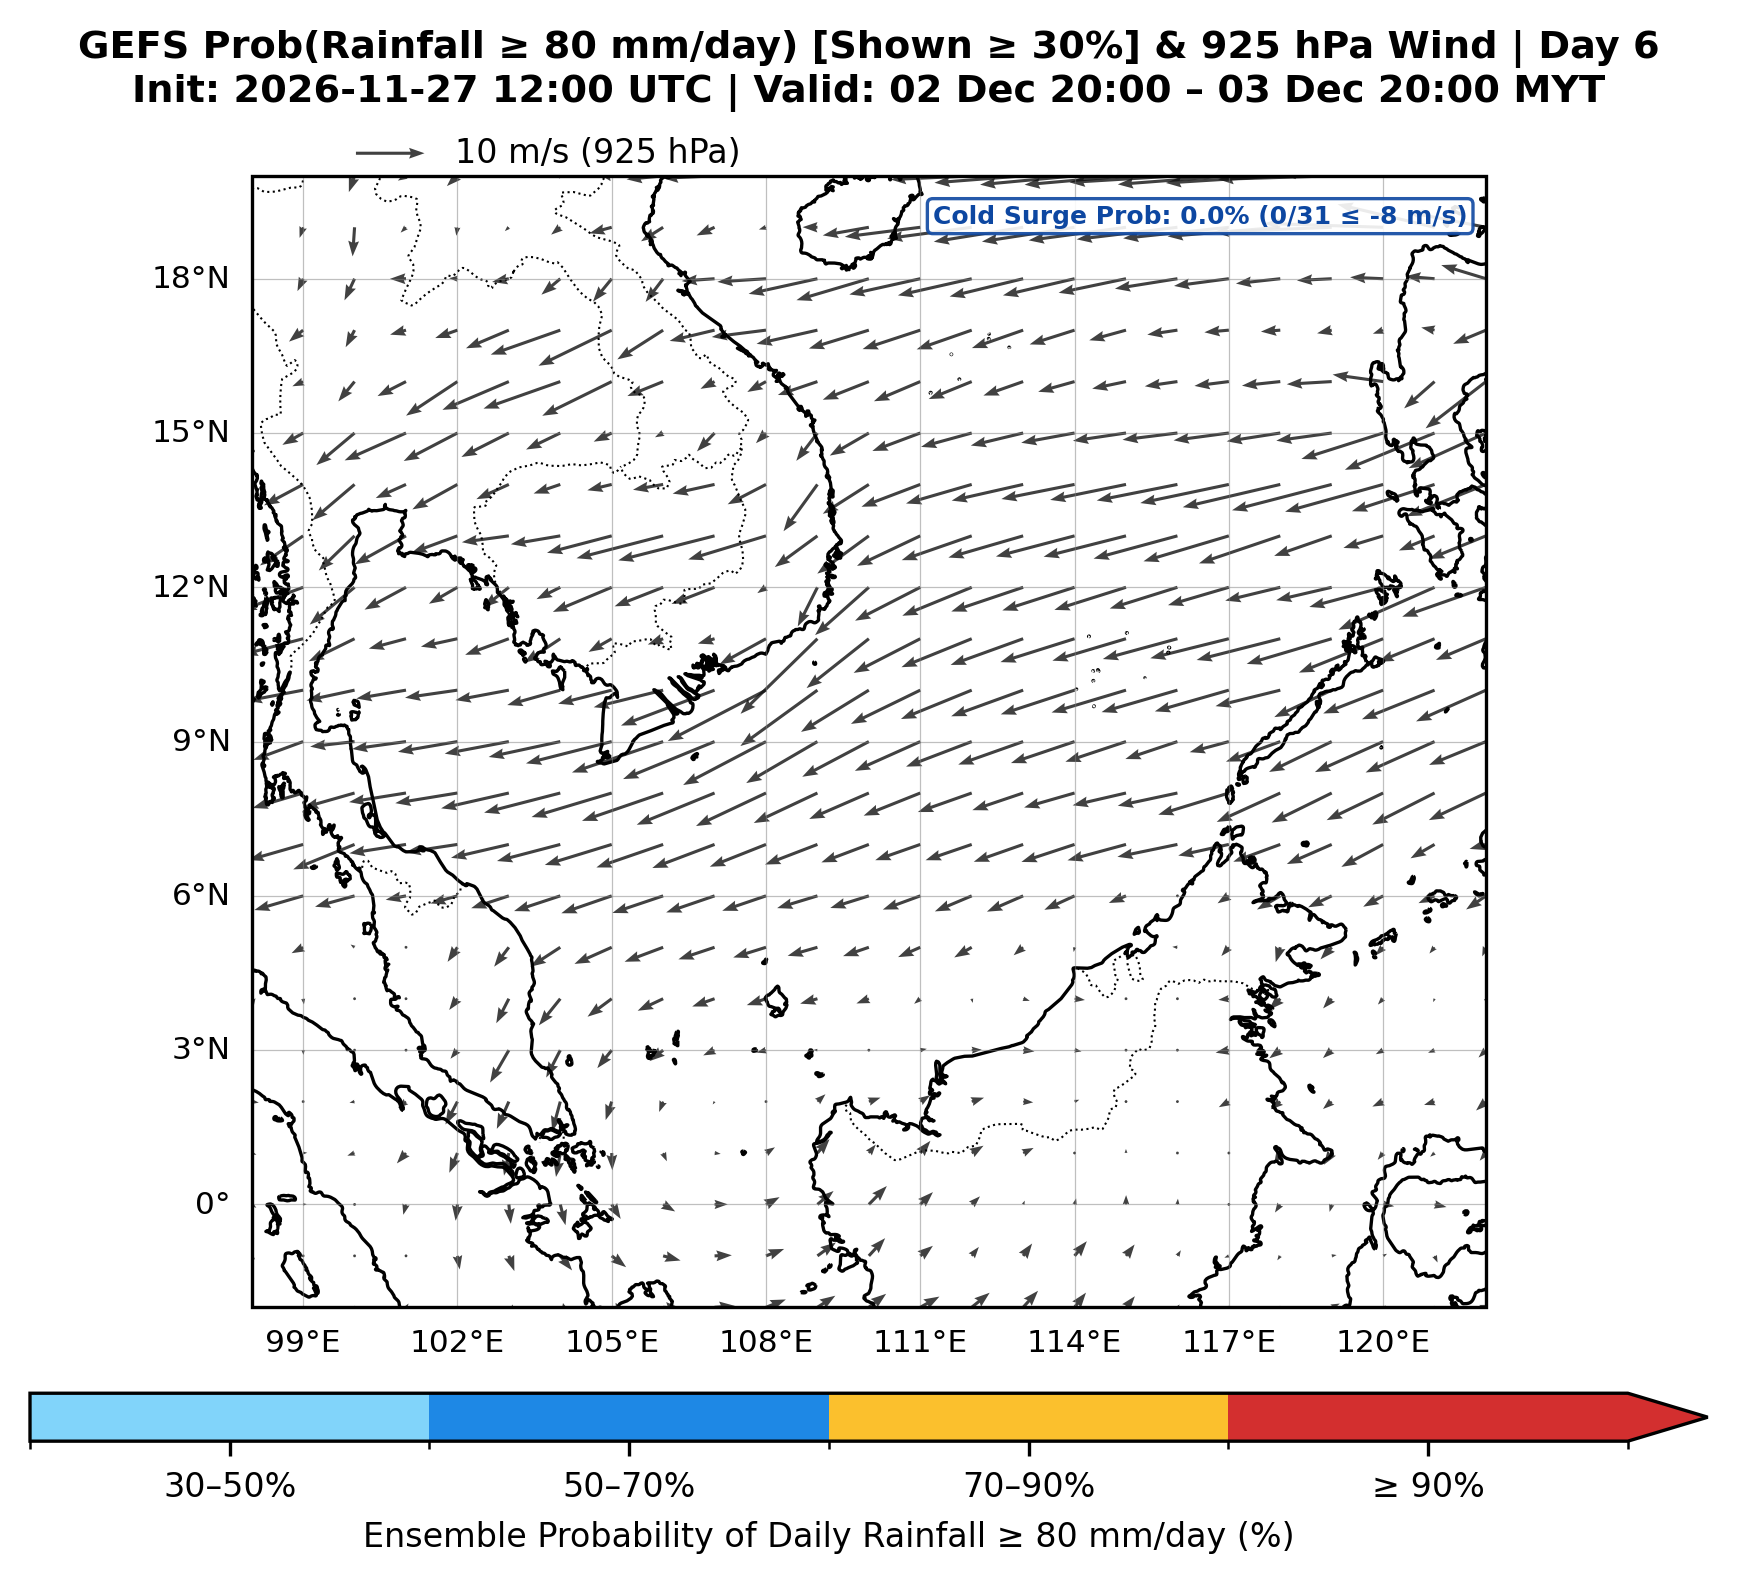 GEFS Prob(Rainfall ≥ 80 mm/day) [Shown ≥ 30%] & 925 hPa Wind | Day 6
Init: 2026-11-27 12:00 UTC | Valid: 02 Dec 20:00 – 03 Dec 20:00 MYT
10 m/s (925 hPa)
Cold Surge Prob: 0.0% (0/31 ≤ -8 m/s)
18°N
15°N
12°N
9°N
6°N
3°N
0°
99°E 102°E 105°E 108°E 111°E 114°E 117°E 120°E
30–50% 50–70% 70–90% ≥ 90%
Ensemble Probability of Daily Rainfall ≥ 80 mm/day (%)